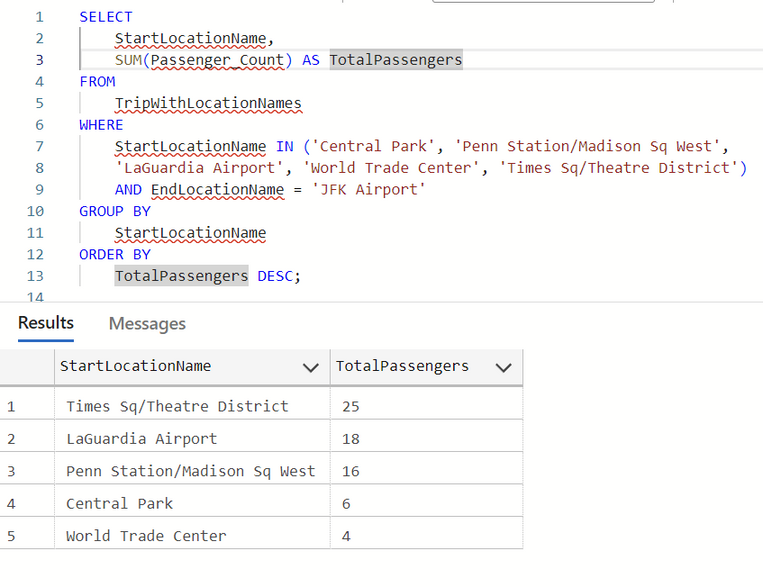 1 SELECT
2 StartLocationName,
3 SUM(Passenger_Count) AS TotalPassengers
4 FROM
5 TripWithLocationNames
6 WHERE
7 StartLocationName IN ('Central Park', 'Penn Station/Madison Sq West',
8 'LaGuardia Airport', 'World Trade Center', 'Times Sq/Theatre District')
9 AND EndLocationName = 'JFK Airport'
10 GROUP BY
11 StartLocationName
12 ORDER BY
13 TotalPassengers DESC;
14
Results Messages
StartLocationName TotalPassengers
1 Times Sq/Theatre District 25
2 LaGuardia Airport 18
3 Penn Station/Madison Sq West 16
4 Central Park 6
5 World Trade Center 4